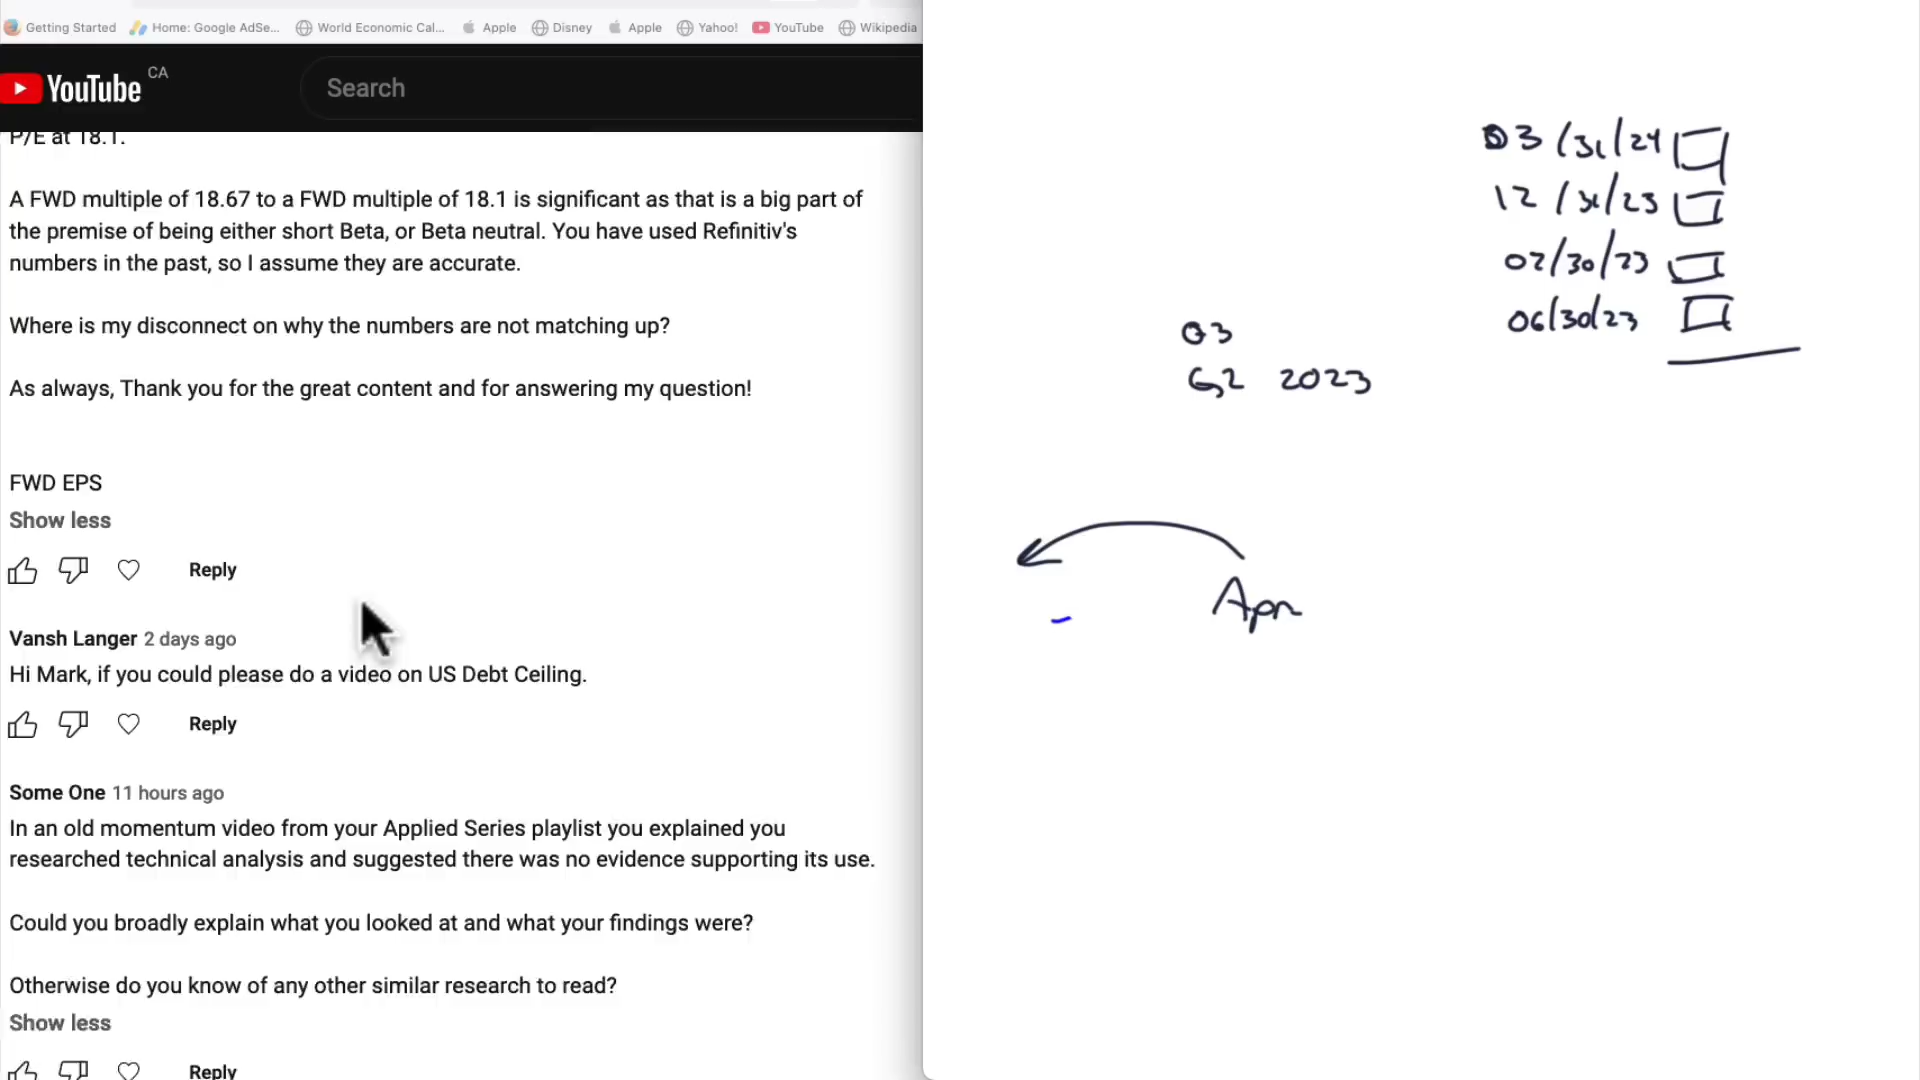 Getting Started Home: Google AdSe... World Economic Cal... Apple Disney Apple Yahoo! YouTube Wikipedia
YouTube CA Search
P/E at 18.1.
A FWD multiple of 18.67 to a FWD multiple of 18.1 is significant as that is a big part of
the premise of being either short Beta, or Beta neutral. You have used Refinitiv's
numbers in the past, so I assume they are accurate.
Where is my disconnect on why the numbers are not matching up?
As always, Thank you for the great content and for answering my question!
FWD EPS
Show less
Reply
Vansh Langer 2 days ago
Hi Mark, if you could please do a video on US Debt Ceiling.
Reply
Some One 11 hours ago
In an old momentum video from your Applied Series playlist you explained you
researched technical analysis and suggested there was no evidence supporting its use.
Could you broadly explain what you looked at and what your findings were?
Otherwise do you know of any other similar research to read?
Show less
Reply
03/31/24
12/31/23
02/30/23
06/30/23
Q3
Q2 2023
Apr